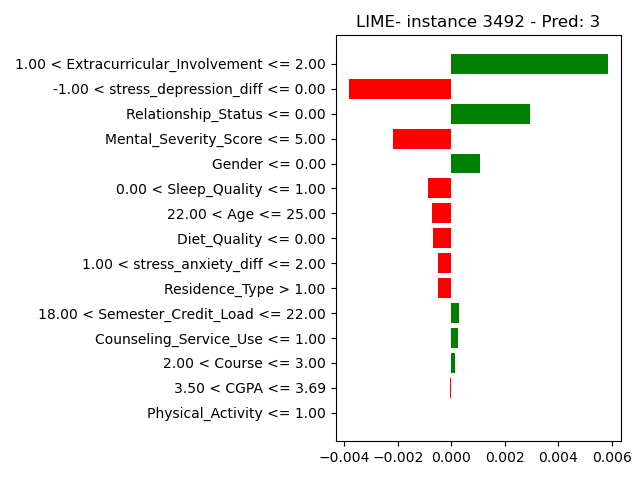 LIME- instance 3492 - Pred: 3
1.00 < Extracurricular_Involvement <= 2.00
-1.00 < stress_depression_diff <= 0.00
Relationship_Status <= 0.00
Mental_Severity_Score <= 5.00
Gender <= 0.00
0.00 < Sleep_Quality <= 1.00
22.00 < Age <= 25.00
Diet_Quality <= 0.00
1.00 < stress_anxiety_diff <= 2.00
Residence_Type > 1.00
18.00 < Semester_Credit_Load <= 22.00
Counseling_Service_Use <= 1.00
2.00 < Course <= 3.00
3.50 < CGPA <= 3.69
Physical_Activity <= 1.00
−0.004 −0.002 0.000 0.002 0.004 0.006